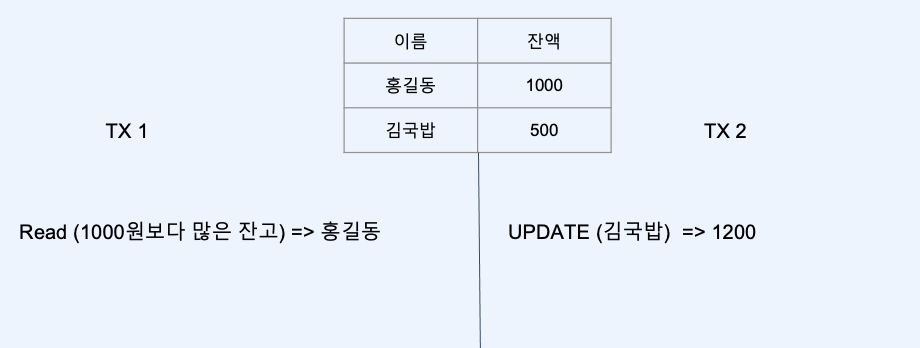 이름 잔액
홍길동 1000
김국밥 500
TX 1 TX 2
Read (1000원보다 많은 잔고) => 홍길동
UPDATE (김국밥) => 1200